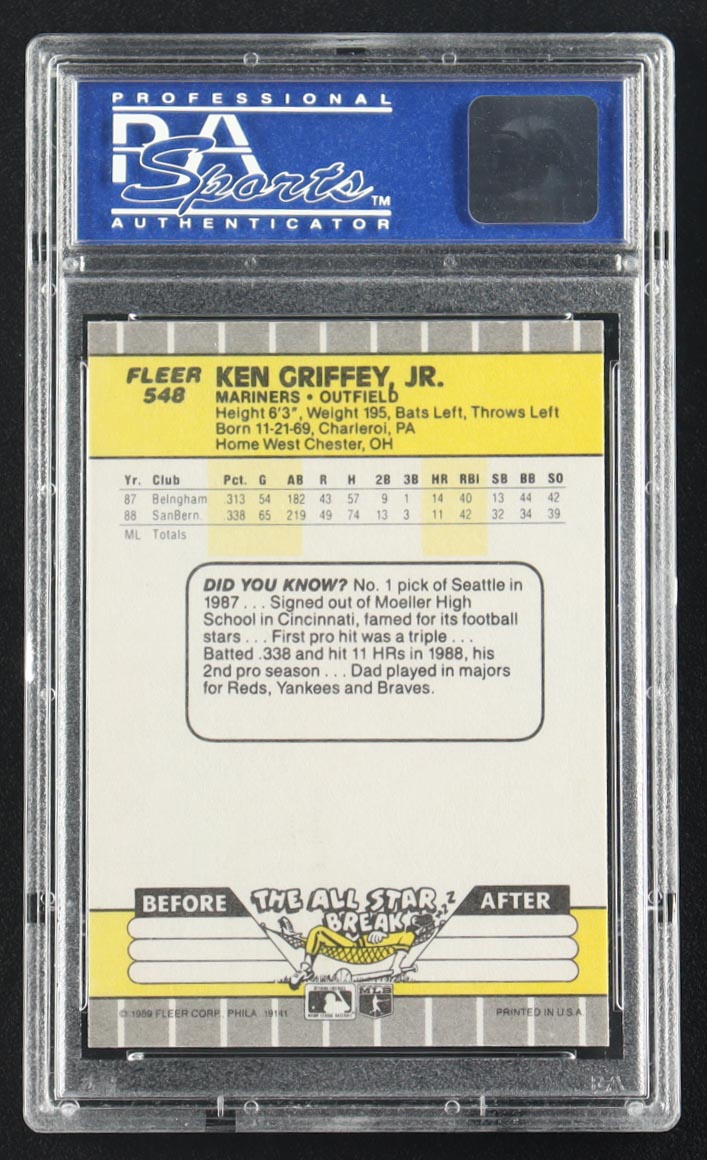 PROFESSIONAL
PSA
Sports™
AUTHENTICATOR
FLEER
548
KEN GRIFFEY, JR.
MARINERS • OUTFIELD
Height 6'3", Weight 195, Bats Left, Throws Left
Born 11-21-69, Charleroi, PA
Home West Chester, OH
Yr. Club Pct. G AB R H 2B 3B HR RBI SB BB SO
87 Belngham 313 54 182 43 57 9 1 14 40 13 44 42
88 SanBern. 338 65 219 49 74 13 3 11 42 32 34 39
ML Totals
DID YOU KNOW? No. 1 pick of Seattle in
1987 . . . Signed out of Moeller High
School in Cincinnati, famed for its football
stars . . . First pro hit was a triple . . .
Batted .338 and hit 11 HRs in 1988, his
2nd pro season . . . Dad played in majors
for Reds, Yankees and Braves.
BEFORE THE ALL STAR BREAK AFTER
MLB
© 1989 FLEER CORP., PHILA. 19141 PRINTED IN U.S.A.